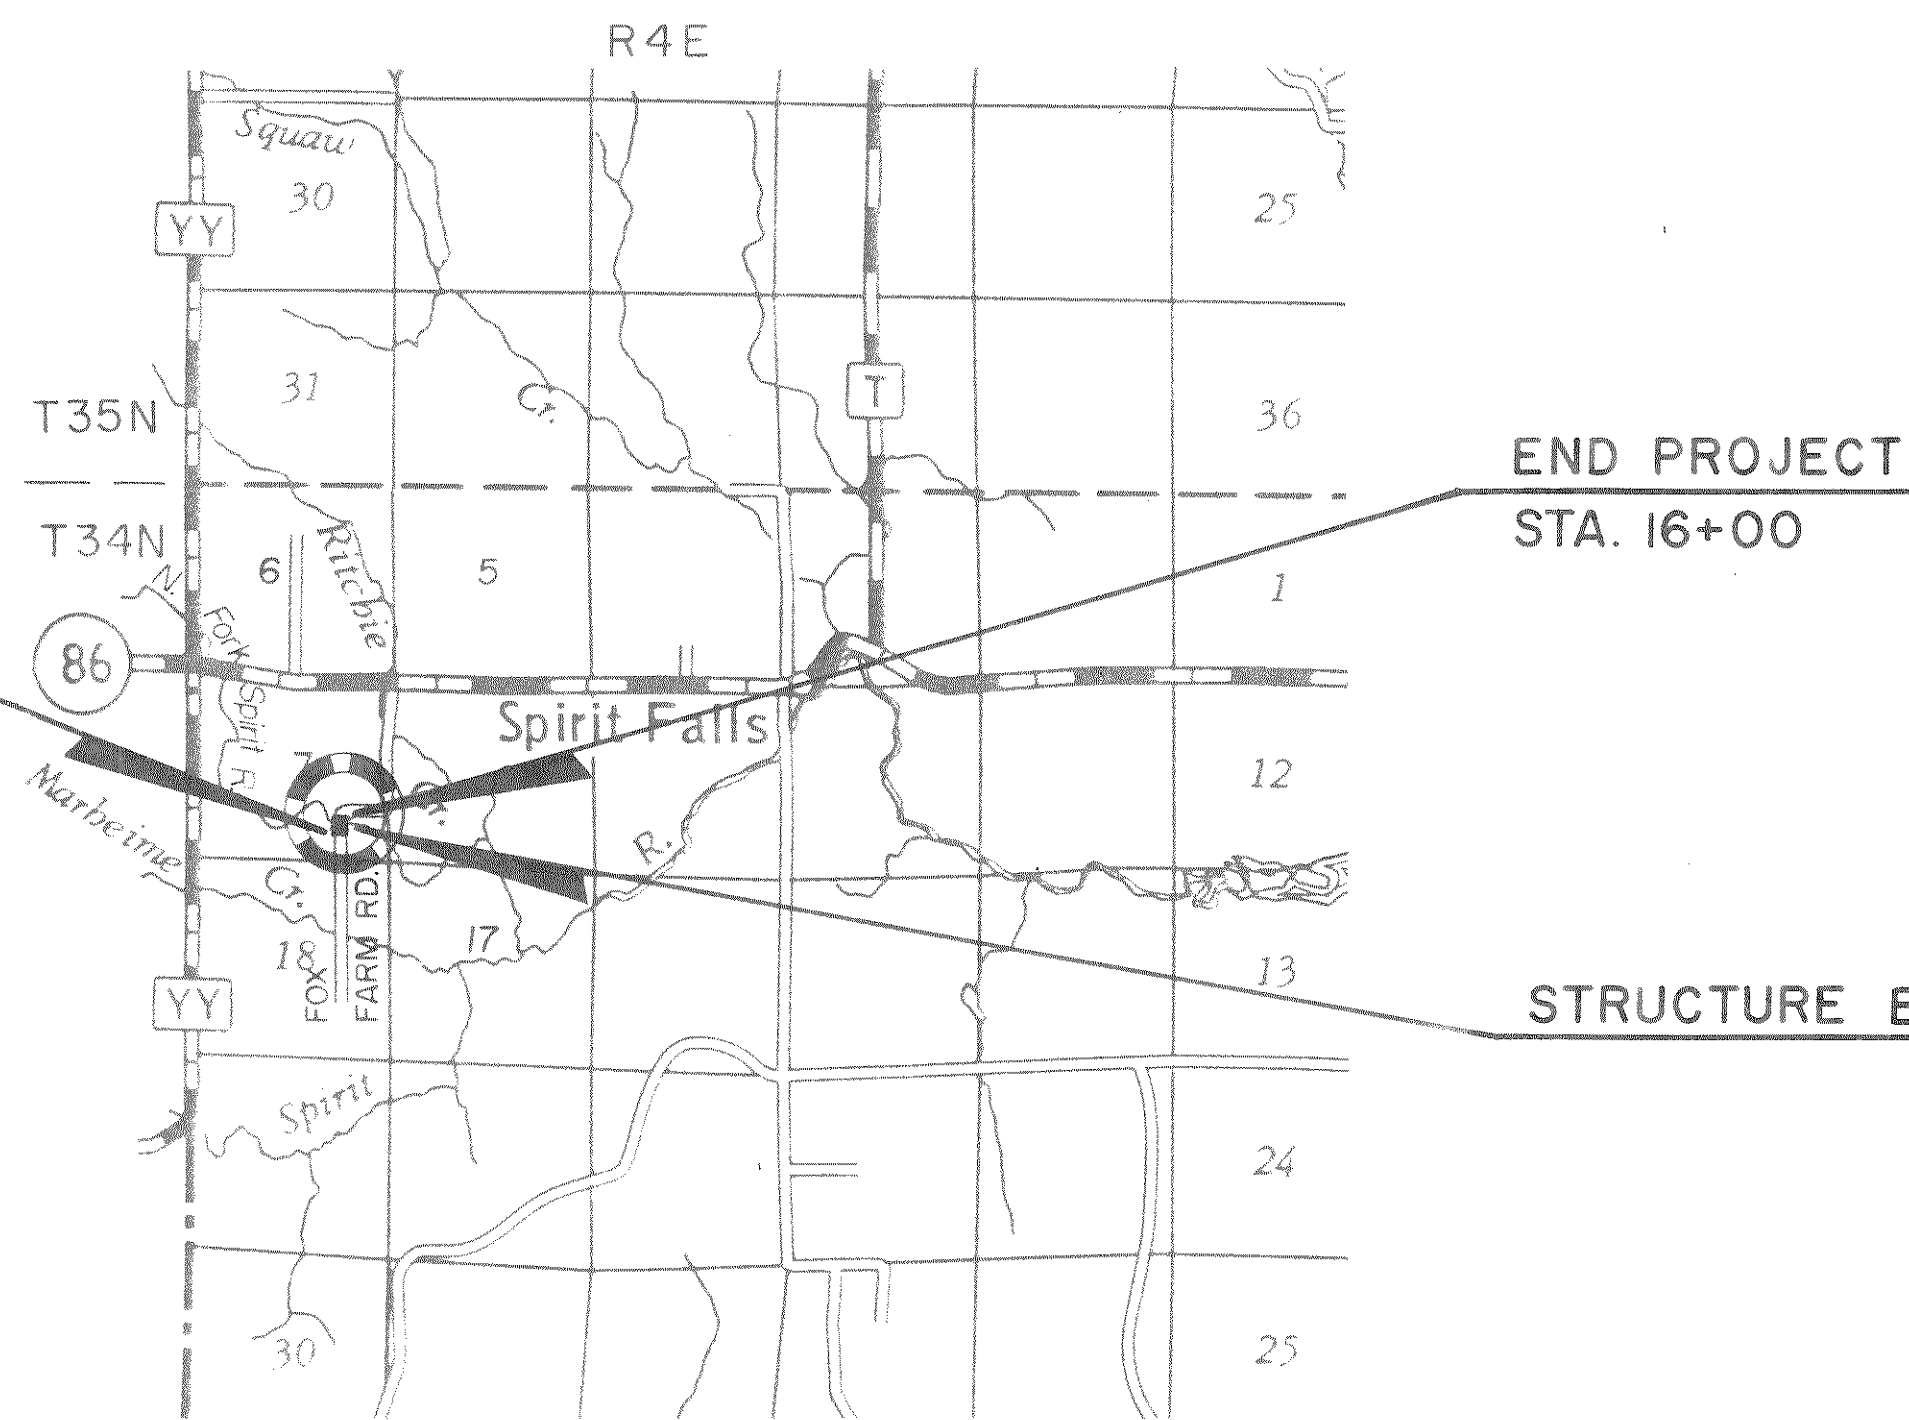 R4E
Squaw
30
25
YY
31
Cr.
T
36
T35N
END PROJECT
STA. 16+00
T34N
6
5
1
N.
Fork
Ritchie
86
Spirit R.
Spirit Falls
7
12
Marheime
Cr.
R.
Cr.
18
17
13
FOX
FARM RD.
YY
STRUCTURE
Spirit
24
30
25